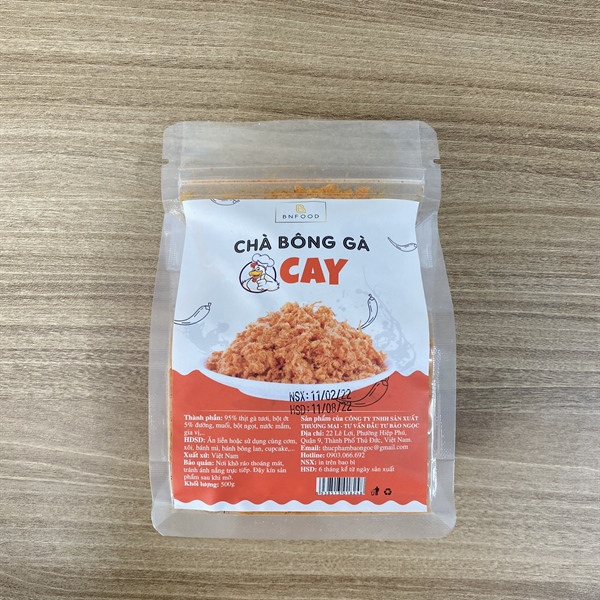 BNFOOD
CHÀ BÔNG GÀ
CAY
NSX: 11/02/22
HSD: 11/08/22
Thành phần: 95% thịt gà tươi, bột ớt
5% đường, muối, bột ngọt, nước mắm,
gia vị,...
HDSD: Ăn liền hoặc sử dụng cùng cơm,
xôi, bánh mì, bánh bông lan, cupcake,...
Xuất xứ: Việt Nam
Bảo quản: Nơi khô ráo thoáng mát,
tránh ánh nắng trực tiếp. Đậy kín sản
phẩm sau khi mở.
Khối lượng: 500g
Sản phẩm của CÔNG TY TNHH SẢN XUẤT
THƯƠNG MẠI - TƯ VẤN ĐẦU TƯ BẢO NGỌC
Địa chỉ: 22 Lê Lợi, Phường Hiệp Phú,
Quận 9, Thành Phố Thủ Đức, Việt Nam
Email: thucphambaongoc@gmail.com
Hotline: 0903.066.692
NSX: in trên bao bì
HSD: 6 tháng kể từ ngày sản xuất